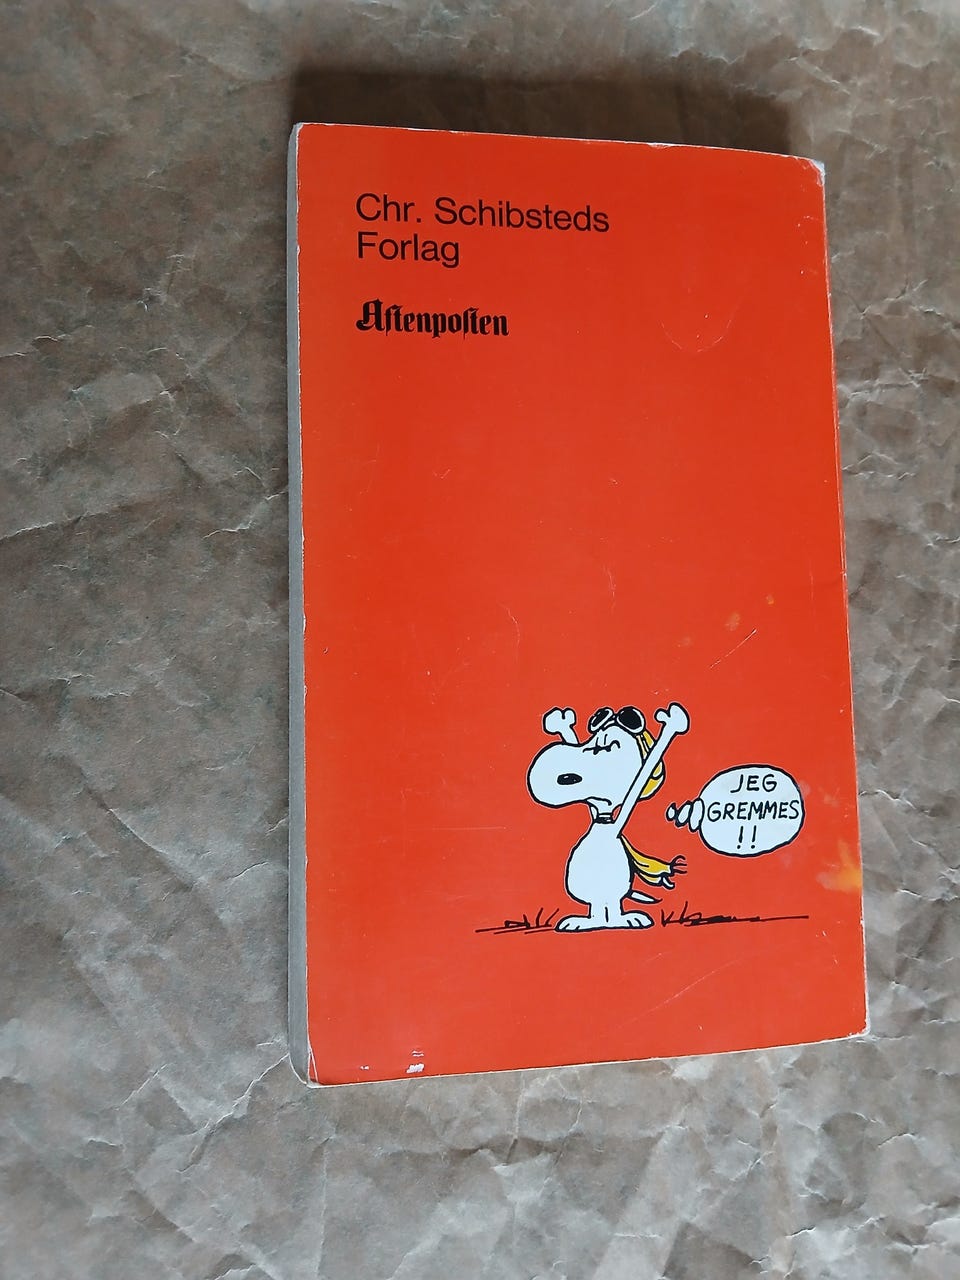 Chr. Schibsteds
Forlag
Aftenposten
JEG
GREMMES
!!